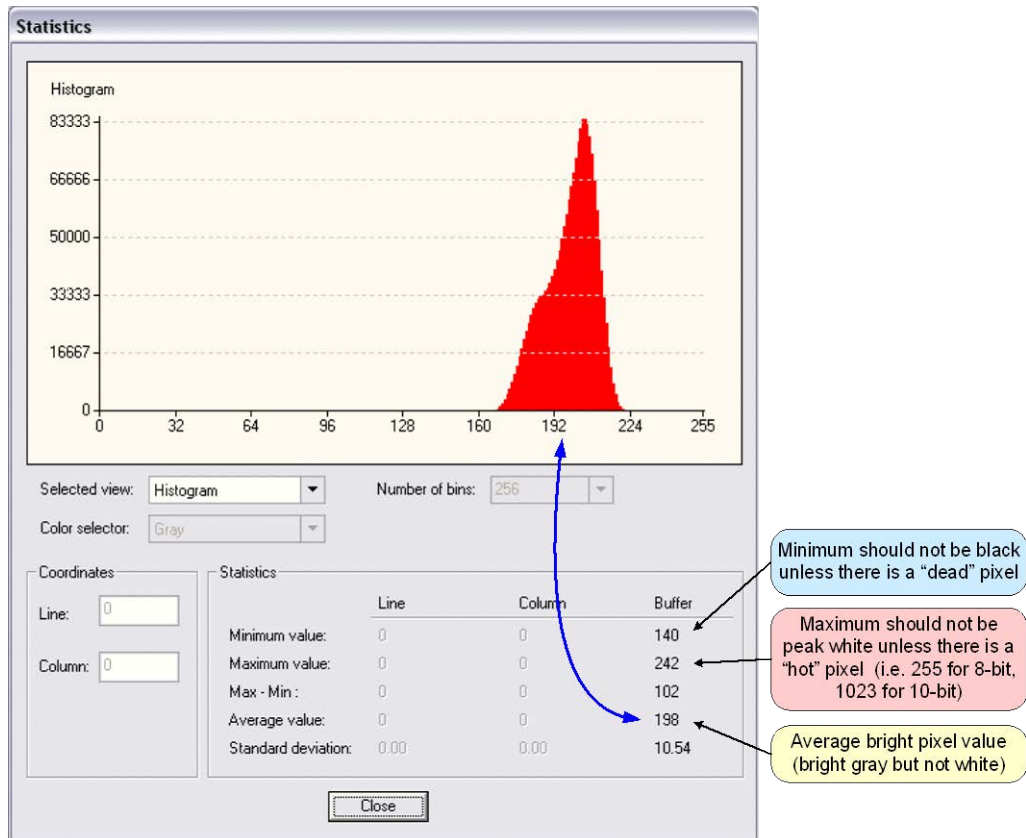 Statistics
Histogram
83333
66666
50000
33333
16667
0
0 32 64 96 128 160 192 224 255
Selected view: Histogram Number of bins: 256
Color selector: Gray
Coordinates
Line: 0
Column: 0
Statistics
Line Column Buffer
Minimum value: 0 0 140
Maximum value: 0 0 242
Max - Min : 0 0 102
Average value: 0 0 198
Standard deviation: 0.00 0.00 10.54
Close
Minimum should not be black
unless there is a “dead” pixel
Maximum should not be
peak white unless there is a
“hot” pixel (i.e. 255 for 8-bit,
1023 for 10-bit)
Average bright pixel value
(bright gray but not white)